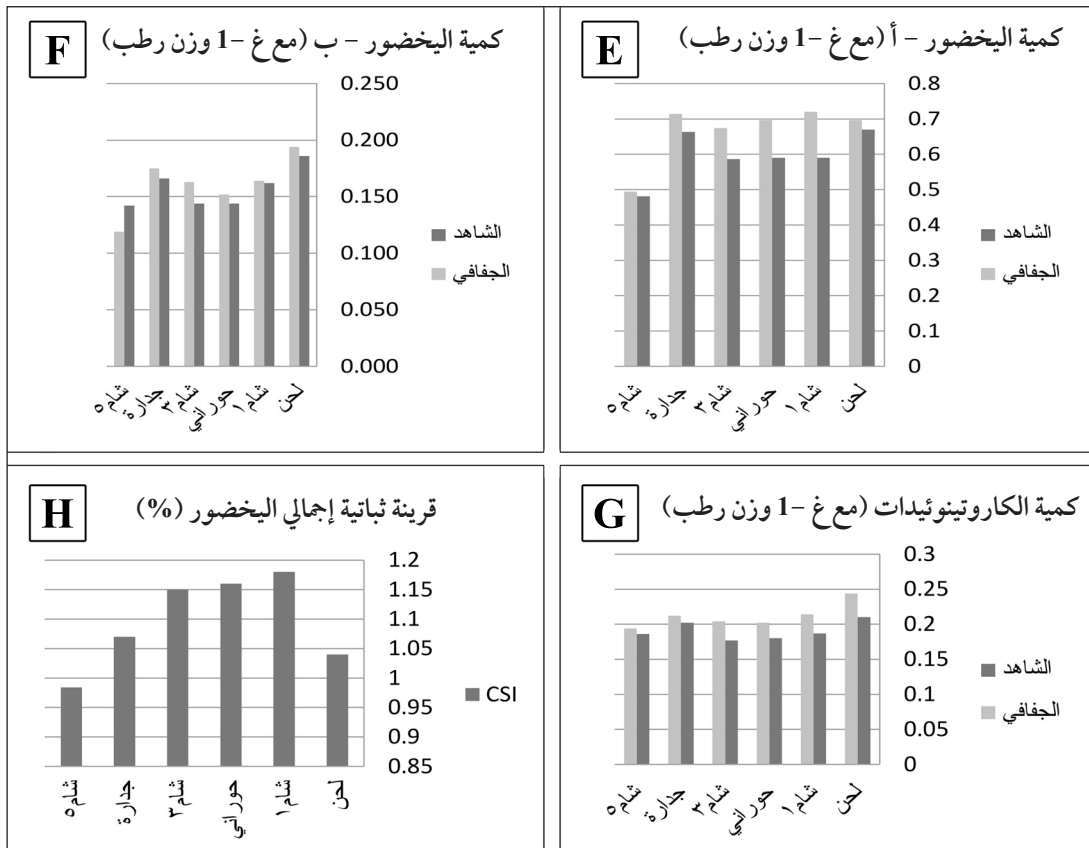 E
كمية اليخضور – أ (مع غ –1 وزن رطب)
0.8
0.7
0.6
0.5
0.4
0.3
0.2
0.1
0
الشاهد
الجفافي
لحن
شام ١
حوراني
شام ٣
جدارة
شام ٥
F
كمية اليخضور – ب (مع غ –1 وزن رطب)
0.250
0.200
0.150
0.100
0.050
0.000
الشاهد
الجفافي
لحن
شام ١
حوراني
شام ٣
جدارة
شام ٥
G
كمية الكاروتينوئيدات (مع غ –1 وزن رطب)
0.3
0.25
0.2
0.15
0.1
0.05
0
الشاهد
الجفافي
لحن
شام ١
حوراني
شام ٣
جدارة
شام ٥
H
قرينة ثباتية إجمالي اليخضور (%)
1.2
1.15
1.1
1.05
1
0.95
0.9
0.85
CSI
لحن
شام ١
حوراني
شام ٣
جدارة
شام ٥